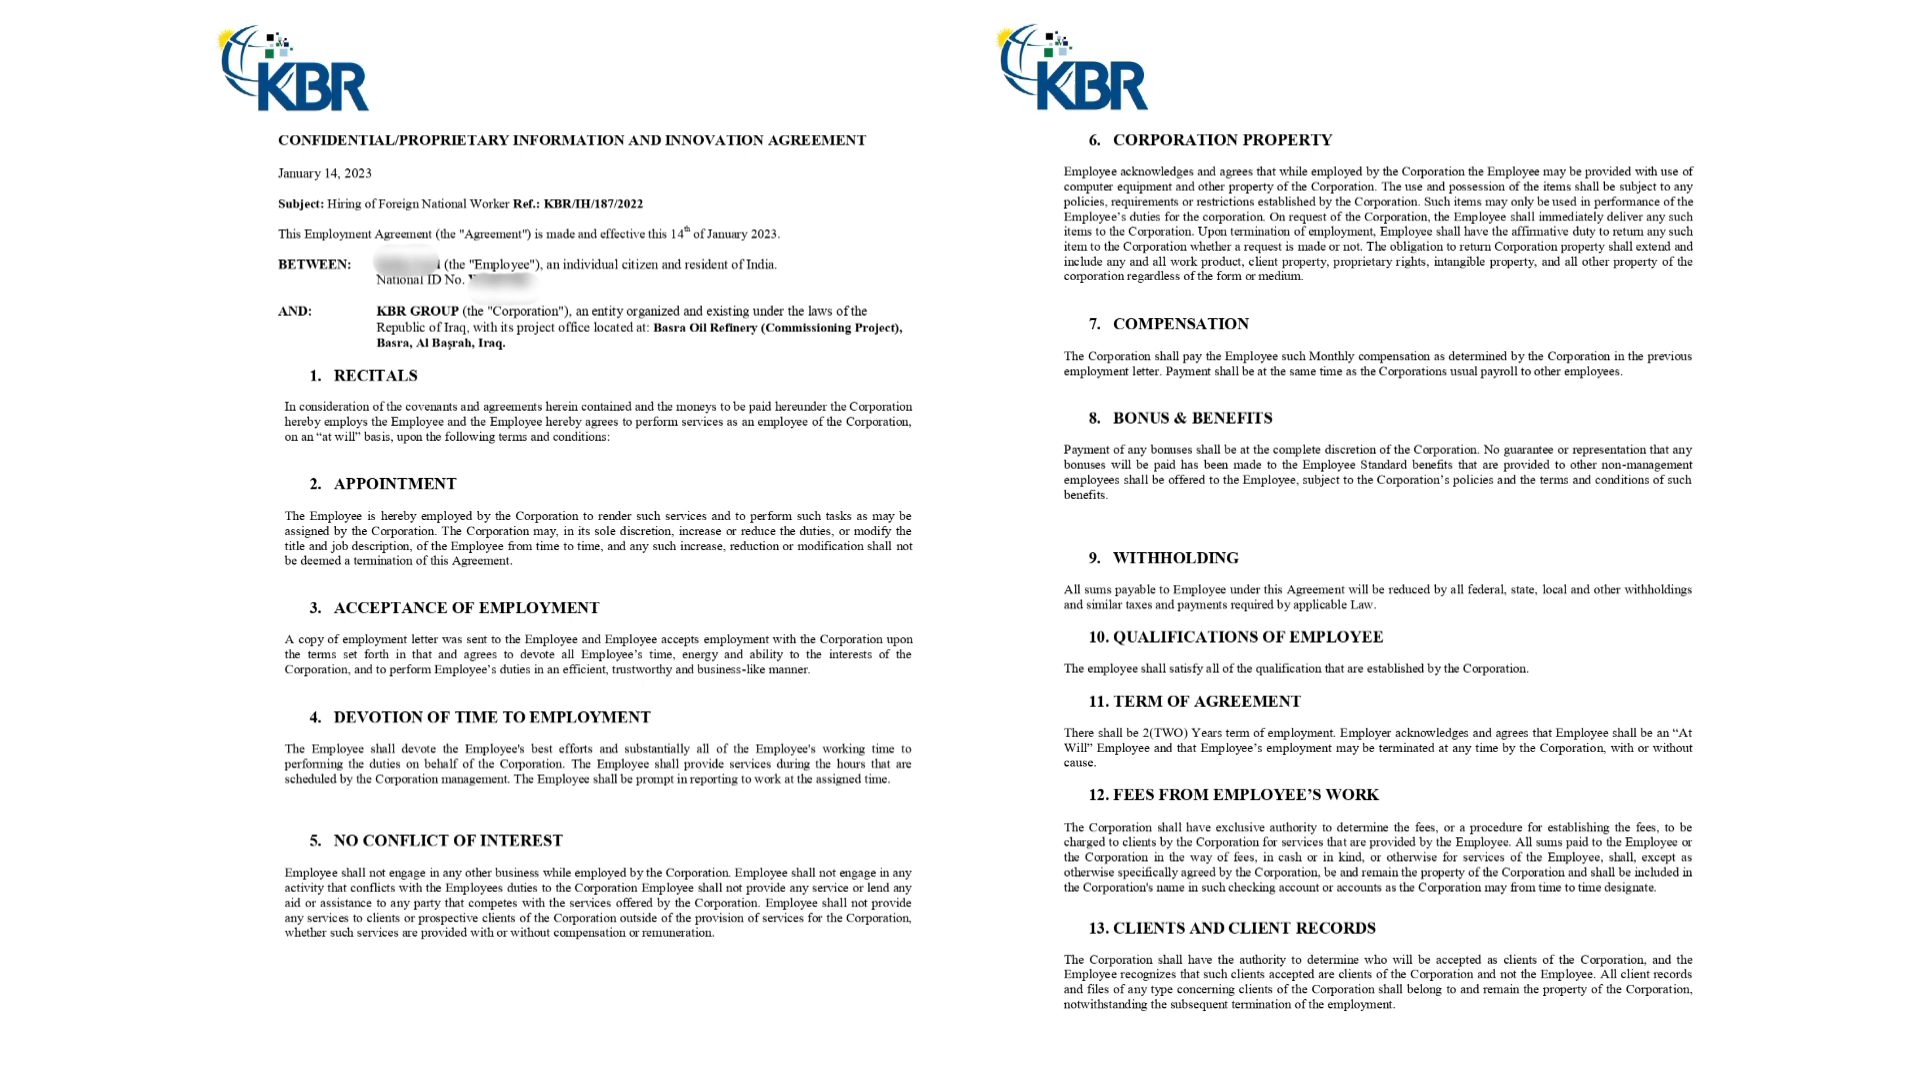 KBR
CONFIDENTIAL/PROPRIETARY INFORMATION AND INNOVATION AGREEMENT
January 14, 2023
Subject: Hiring of Foreign National Worker Ref.: KBR/IH/187/2022
This Employment Agreement (the "Agreement") is made and effective this 14th of January 2023.
BETWEEN: (the "Employee"), an individual citizen and resident of India.
National ID No.
AND: KBR GROUP (the "Corporation"), an entity organized and existing under the laws of the
Republic of Iraq, with its project office located at: Basra Oil Refinery (Commissioning Project),
Basra, Al Başrah, Iraq.
1. RECITALS
In consideration of the covenants and agreements herein contained and the moneys to be paid hereunder the Corporation
hereby employs the Employee and the Employee hereby agrees to perform services as an employee of the Corporation,
on an “at will” basis, upon the following terms and conditions:
2. APPOINTMENT
The Employee is hereby employed by the Corporation to render such services and to perform such tasks as may be
assigned by the Corporation. The Corporation may, in its sole discretion, increase or reduce the duties, or modify the
title and job description, of the Employee from time to time, and any such increase, reduction or modification shall not
be deemed a termination of this Agreement.
3. ACCEPTANCE OF EMPLOYMENT
A copy of employment letter was sent to the Employee and Employee accepts employment with the Corporation upon
the terms set forth in that and agrees to devote all Employee’s time, energy and ability to the interests of the
Corporation, and to perform Employee’s duties in an efficient, trustworthy and business-like manner.
4. DEVOTION OF TIME TO EMPLOYMENT
The Employee shall devote the Employee's best efforts and substantially all of the Employee's working time to
performing the duties on behalf of the Corporation. The Employee shall provide services during the hours that are
scheduled by the Corporation management. The Employee shall be prompt in reporting to work at the assigned time.
5. NO CONFLICT OF INTEREST
Employee shall not engage in any other business while employed by the Corporation. Employee shall not engage in any
activity that conflicts with the Employees duties to the Corporation Employee shall not provide any service or lend any
aid or assistance to any party that competes with the services offered by the Corporation. Employee shall not provide
any services to clients or prospective clients of the Corporation outside of the provision of services for the Corporation,
whether such services are provided with or without compensation or remuneration.
KBR
6. CORPORATION PROPERTY
Employee acknowledges and agrees that while employed by the Corporation the Employee may be provided with use of
computer equipment and other property of the Corporation. The use and possession of the items shall be subject to any
policies, requirements or restrictions established by the Corporation. Such items may only be used in performance of the
Employee’s duties for the corporation. On request of the Corporation, the Employee shall immediately deliver any such
items to the Corporation. Upon termination of employment, Employee shall have the affirmative duty to return any such
item to the Corporation whether a request is made or not. The obligation to return Corporation property shall extend and
include any and all work product, client property, proprietary rights, intangible property, and all other property of the
corporation regardless of the form or medium.
7. COMPENSATION
The Corporation shall pay the Employee such Monthly compensation as determined by the Corporation in the previous
employment letter. Payment shall be at the same time as the Corporations usual payroll to other employees.
8. BONUS & BENEFITS
Payment of any bonuses shall be at the complete discretion of the Corporation. No guarantee or representation that any
bonuses will be paid has been made to the Employee Standard benefits that are provided to other non-management
employees shall be offered to the Employee, subject to the Corporation’s policies and the terms and conditions of such
benefits.
9. WITHHOLDING
All sums payable to Employee under this Agreement will be reduced by all federal, state, local and other withholdings
and similar taxes and payments required by applicable Law.
10. QUALIFICATIONS OF EMPLOYEE
The employee shall satisfy all of the qualification that are established by the Corporation.
11. TERM OF AGREEMENT
There shall be 2(TWO) Years term of employment. Employer acknowledges and agrees that Employee shall be an “At
Will” Employee and that Employee’s employment may be terminated at any time by the Corporation, with or without
cause.
12. FEES FROM EMPLOYEE’S WORK
The Corporation shall have exclusive authority to determine the fees, or a procedure for establishing the fees, to be
charged to clients by the Corporation for services that are provided by the Employee. All sums paid to the Employee or
the Corporation in the way of fees, in cash or in kind, or otherwise for services of the Employee, shall, except as
otherwise specifically agreed by the Corporation, be and remain the property of the Corporation and shall be included in
the Corporation's name in such checking account or accounts as the Corporation may from time to time designate.
13. CLIENTS AND CLIENT RECORDS
The Corporation shall have the authority to determine who will be accepted as clients of the Corporation, and the
Employee recognizes that such clients accepted are clients of the Corporation and not the Employee. All client records
and files of any type concerning clients of the Corporation shall belong to and remain the property of the Corporation,
notwithstanding the subsequent termination of the employment.